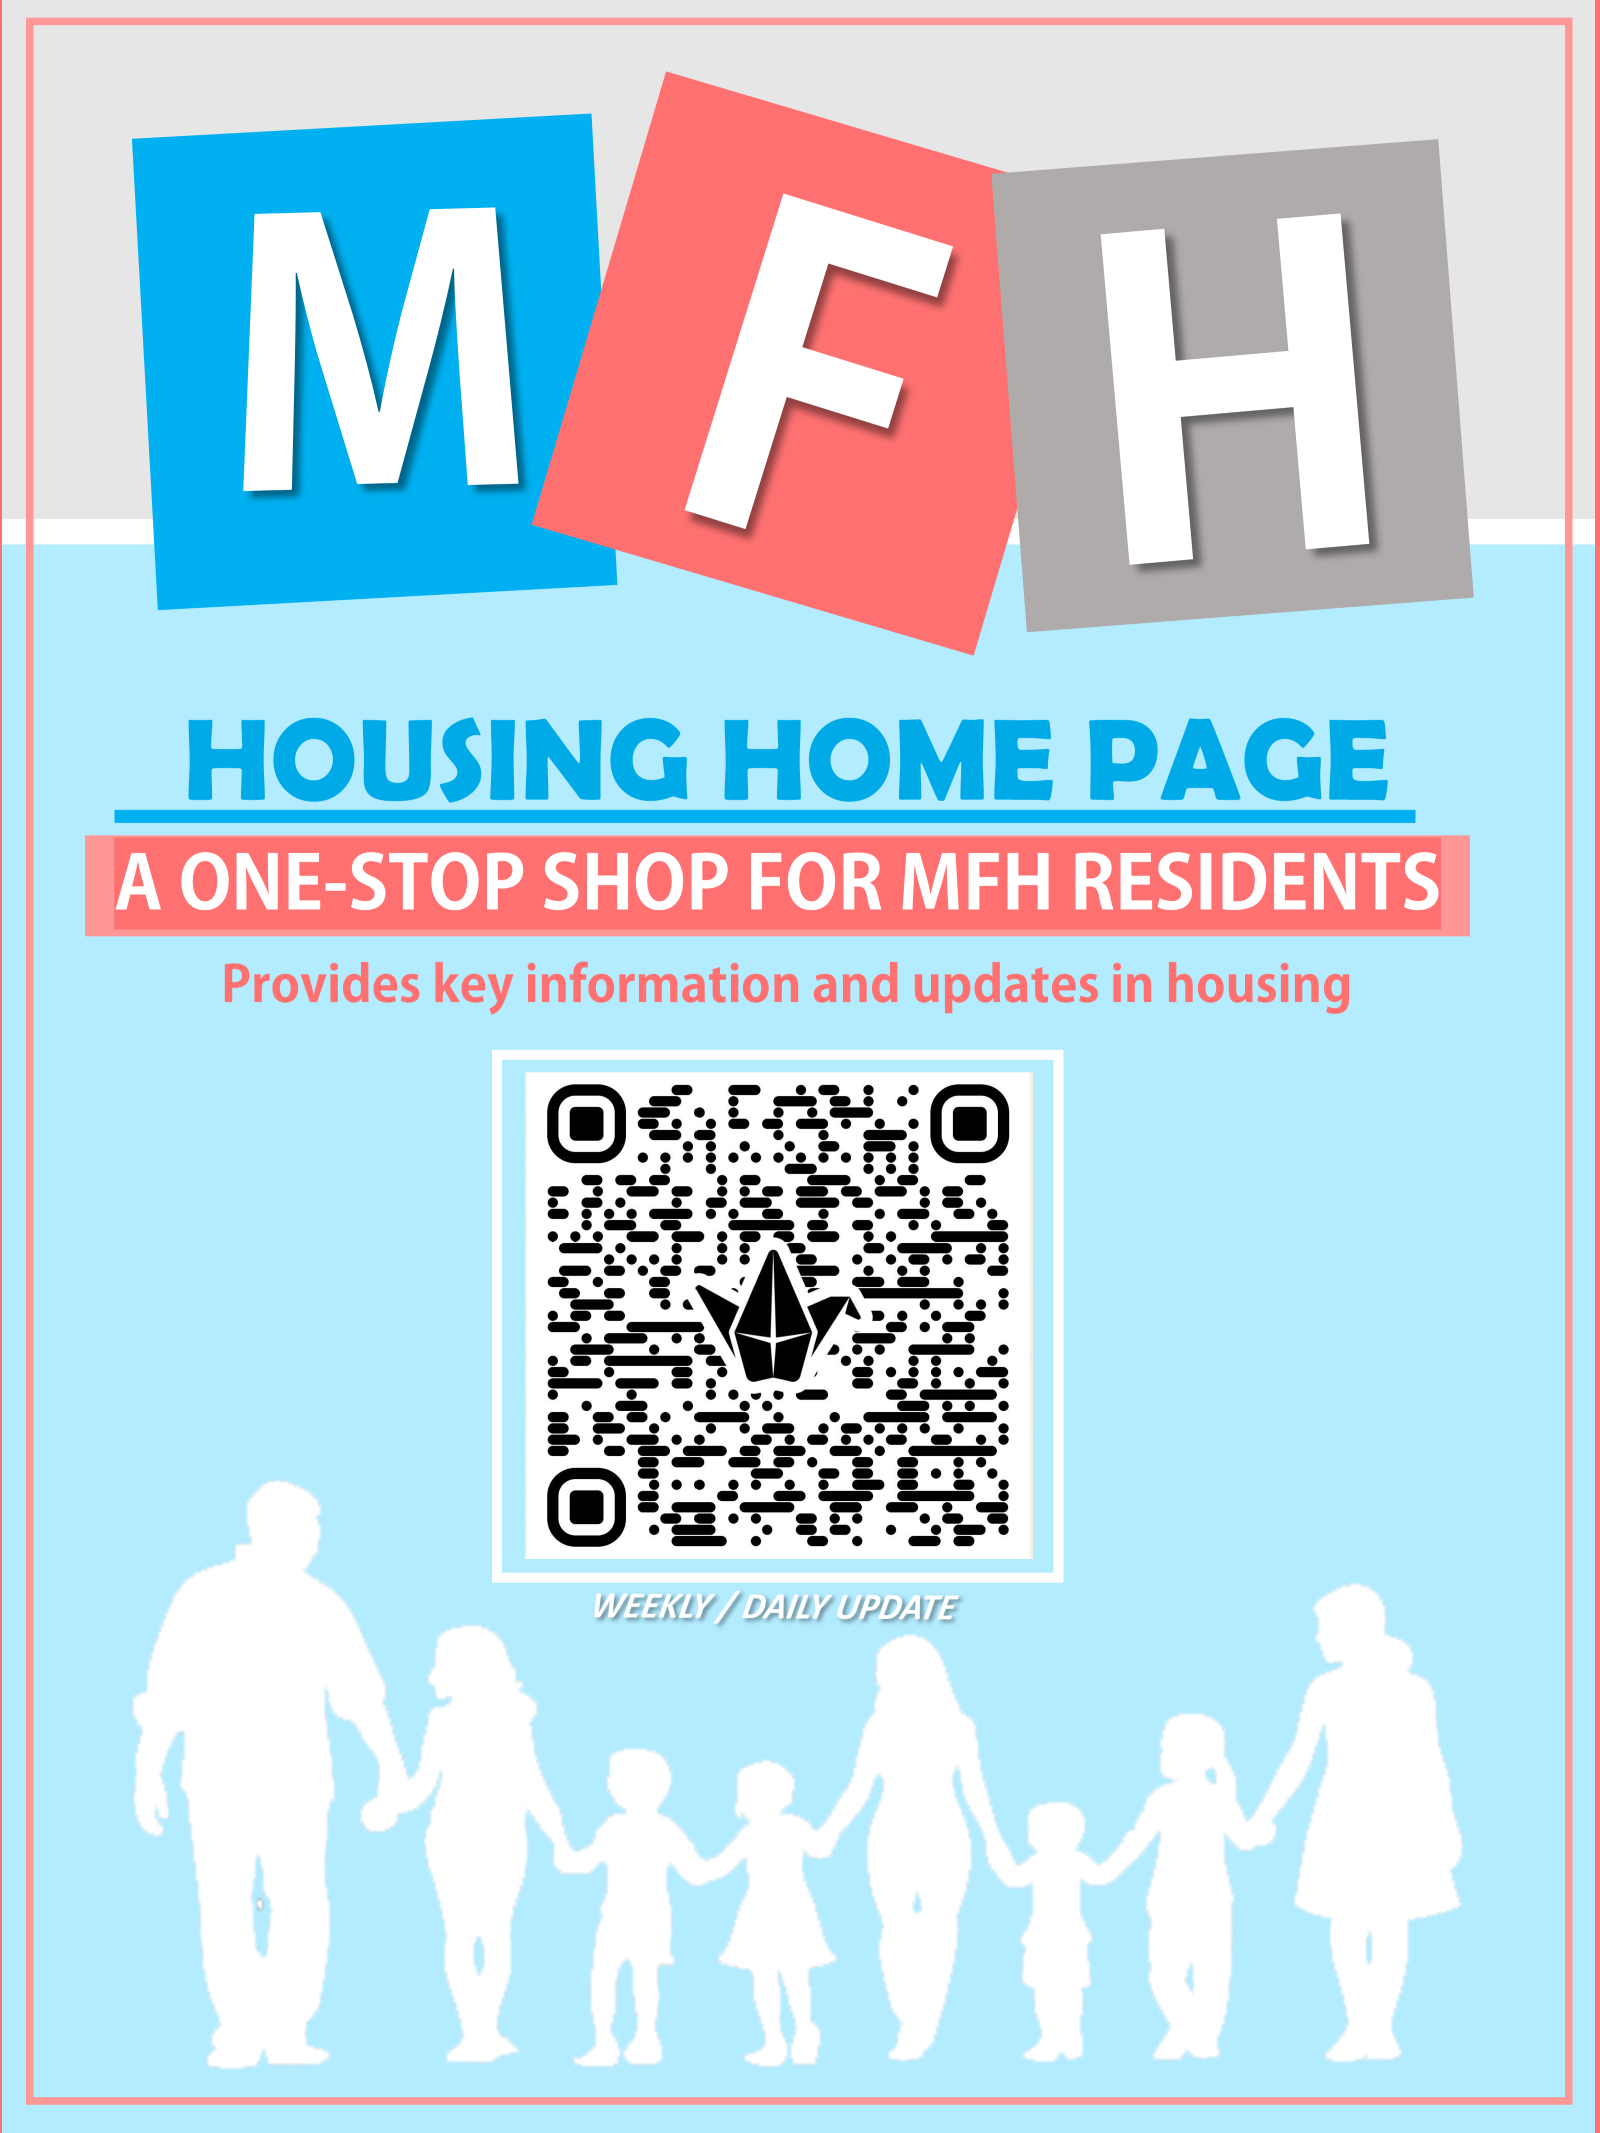 MFH
HOUSING HOME PAGE
A ONE-STOP SHOP FOR MFH RESIDENTS
Provides key information and updates in housing
WEEKLY / DAILY UPDATE